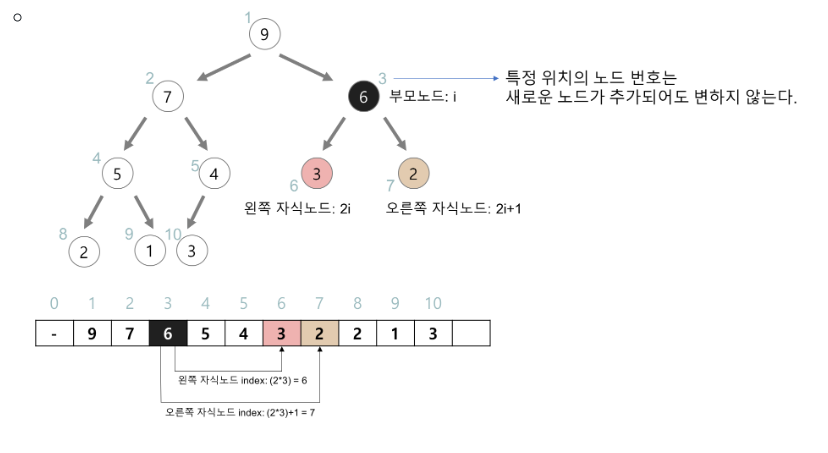 1
9
2
7
3
6
부모노드: i
특정 위치의 노드 번호는
새로운 노드가 추가되어도 변하지 않는다.
4
5
5
4
6
3
7
2
왼쪽 자식노드: 2i
오른쪽 자식노드: 2i+1
8
2
9
1
10
3
0 1 2 3 4 5 6 7 8 9 10
- 9 7 6 5 4 3 2 2 1 3
왼쪽 자식노드 index: (2*3) = 6
오른쪽 자식노드 index: (2*3)+1 = 7